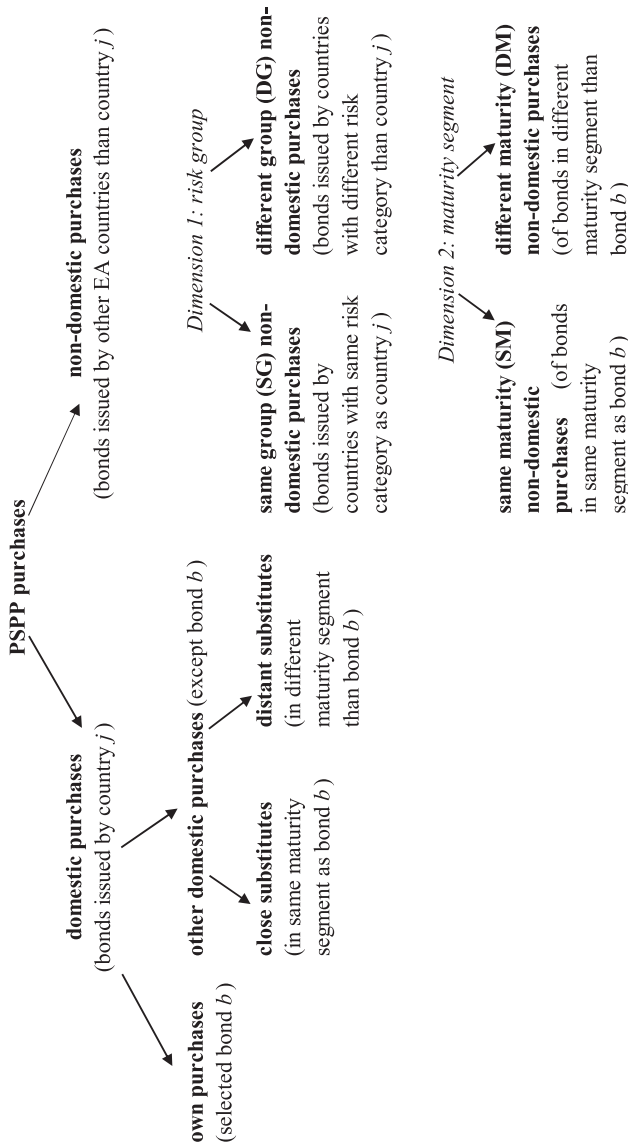 PSPP purchases
domestic purchases
(bonds issued by country j )
non-domestic purchases
(bonds issued by other EA countries than country j )
own purchases
(selected bond b )
other domestic purchases (except bond b )
close substitutes
(in same maturity
segment as bond b )
distant substitutes
(in different
maturity segment
than bond b )
Dimension 1: risk group
same group (SG) non-
domestic purchases
(bonds issued by
countries with same risk
category as country j )
different group (DG) non-
domestic purchases
(bonds issued by countries
with different risk
category than country j )
Dimension 2: maturity segment
same maturity (SM)
non-domestic
purchases (of bonds
in same maturity
segment as bond b )
different maturity (DM)
non-domestic purchases
(of bonds in different
maturity segment than
bond b )